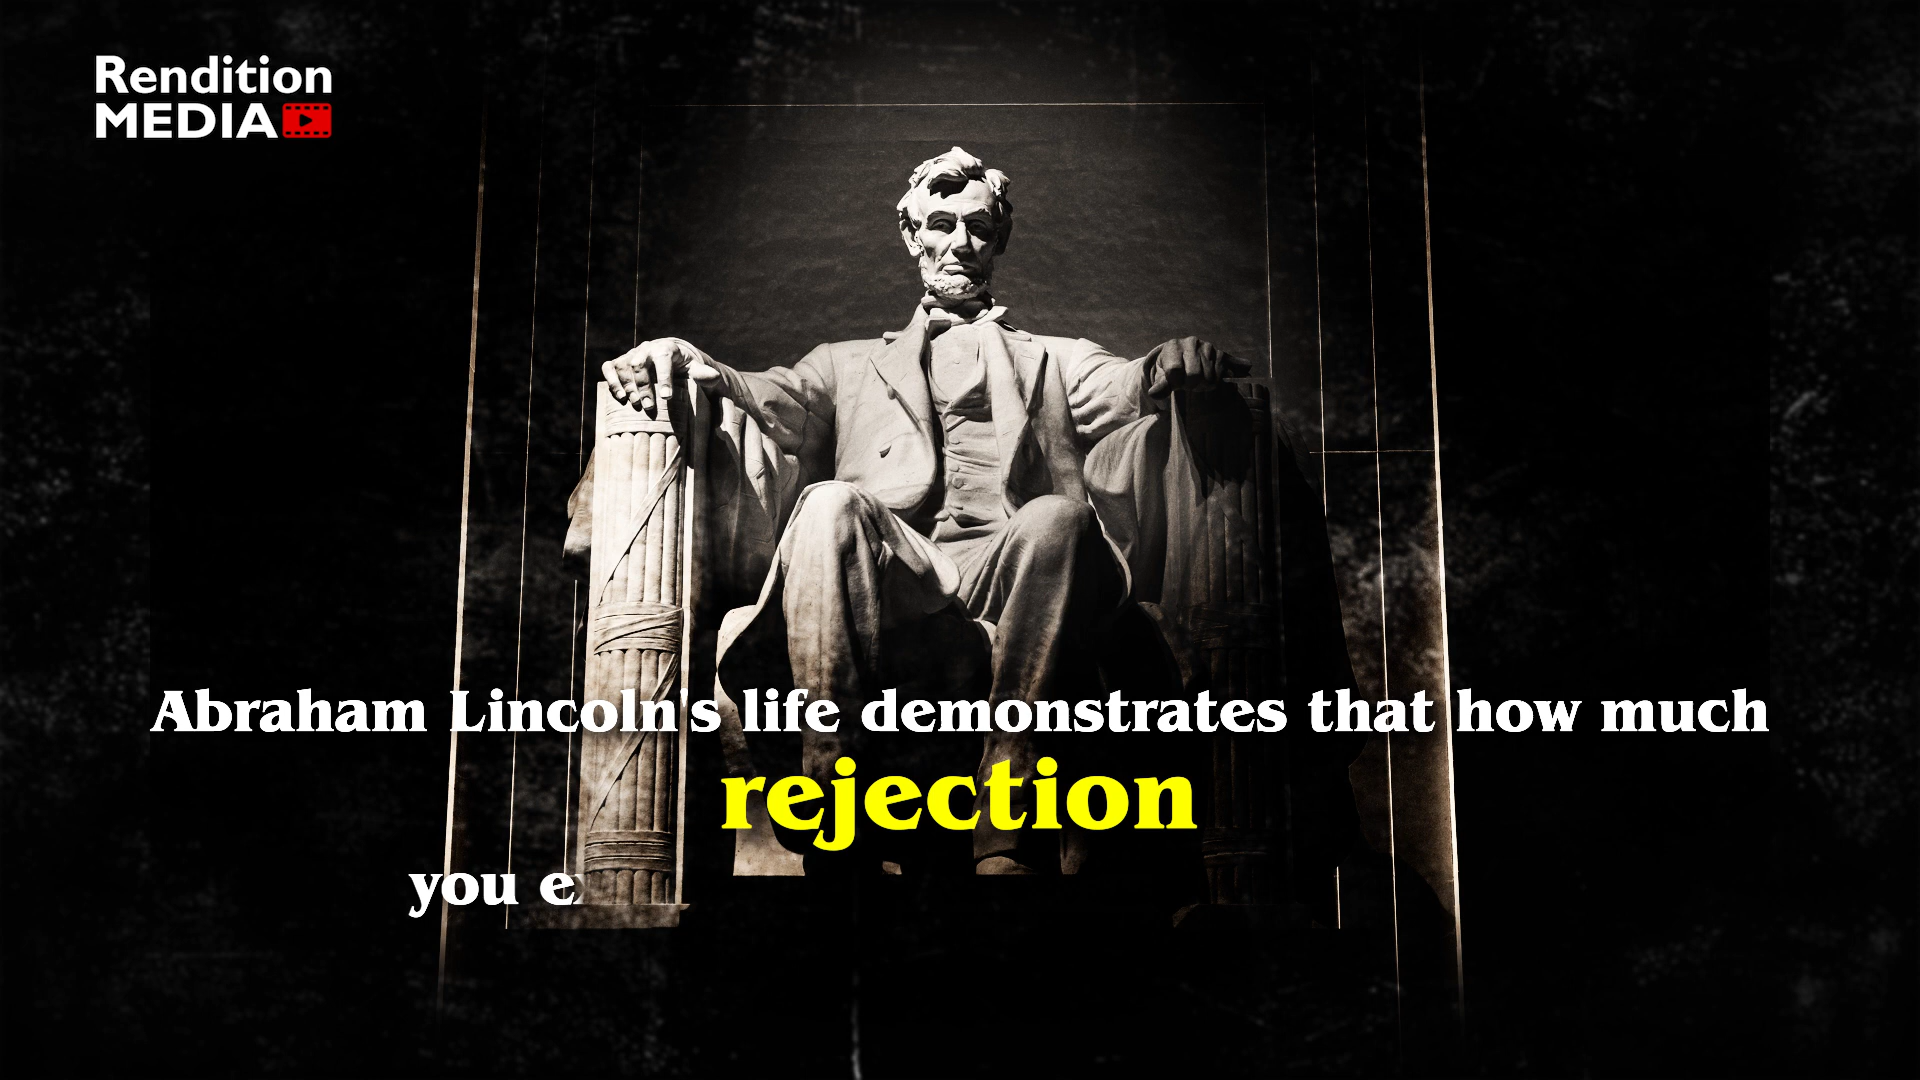 Rendition
MEDIA
Abraham Lincoln's life demonstrates that how much
rejection
you